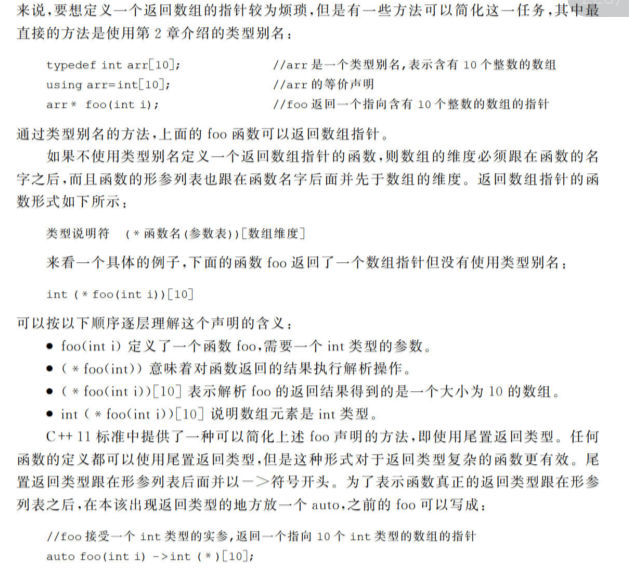 来说,要想定义一个返回数组的指针较为烦琐,但是有一些方法可以简化这一任务,其中最
直接的方法是使用第 2 章介绍的类型别名:
typedef int arr[10]; //arr 是一个类型别名,表示含有 10 个整数的数组
using arr=int[10]; //arr 的等价声明
arr* foo(int i); //foo 返回一个指向含有 10 个整数的数组的指针
通过类型别名的方法,上面的 foo 函数可以返回数组指针。
如果不使用类型别名定义一个返回数组指针的函数,则数组的维度必须跟在函数的名
字之后,而且函数的形参列表也跟在函数名字后面并先于数组的维度。返回数组指针的函
数形式如下所示:
类型说明符 (*函数名(参数表))[数组维度]
来看一个具体的例子,下面的函数 foo 返回了一个数组指针但没有使用类型别名:
int (*foo(int i))[10]
可以按以下顺序逐层理解这个声明的含义:
● foo(int i) 定义了一个函数 foo,需要一个 int 类型的参数。
● (*foo(int)) 意味着对函数返回的结果执行解析操作。
● (*foo(int i))[10] 表示解析 foo 的返回结果得到的是一个大小为 10 的数组。
● int (*foo(int i))[10] 说明数组元素是 int 类型。
C++ 11 标准中提供了一种可以简化上述 foo 声明的方法,即使用尾置返回类型。任何
函数的定义都可以使用尾置返回类型,但是这种形式对于返回类型复杂的函数更有效。尾
置返回类型跟在形参列表后面并以->符号开头。为了表示函数真正的返回类型跟在形参
列表之后,在本该出现返回类型的地方放一个 auto,之前的 foo 可以写成:
//foo 接受一个 int 类型的实参,返回一个指向 10 个 int 类型的数组的指针
auto foo(int i) ->int (*)[10];